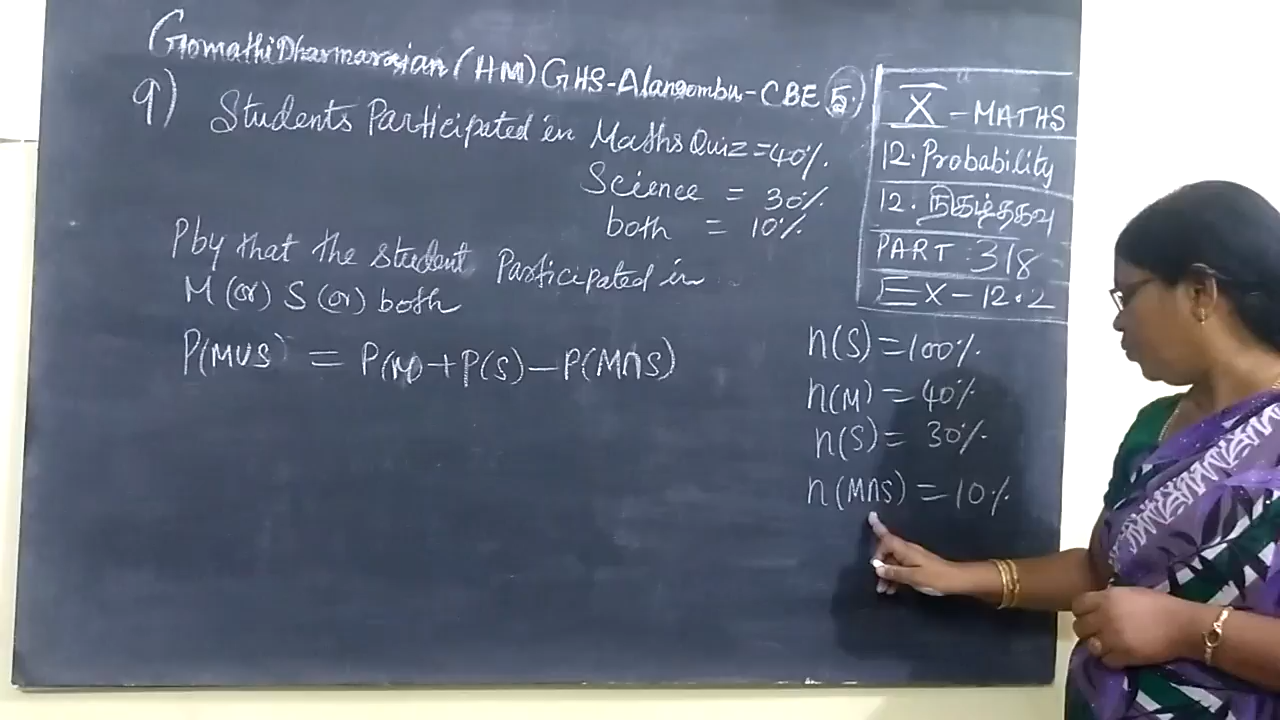 Gomathi Dharmarajan (HM) GHS-Alangombu-CBE 5.)
9) Students Participated in Maths Quiz = 40%.
Science = 30%.
both = 10%.
Pby that the student Participated in
M (or) S (or) both
P(MUS) = P(M) + P(S) - P(M∩S)
X - MATHS
12. Probability
12. நிகழ்தகவு
PART : 3/8
EX - 12.2
n(S) = 100%.
n(M) = 40%.
n(S) = 30%.
n(M∩S) = 10%.